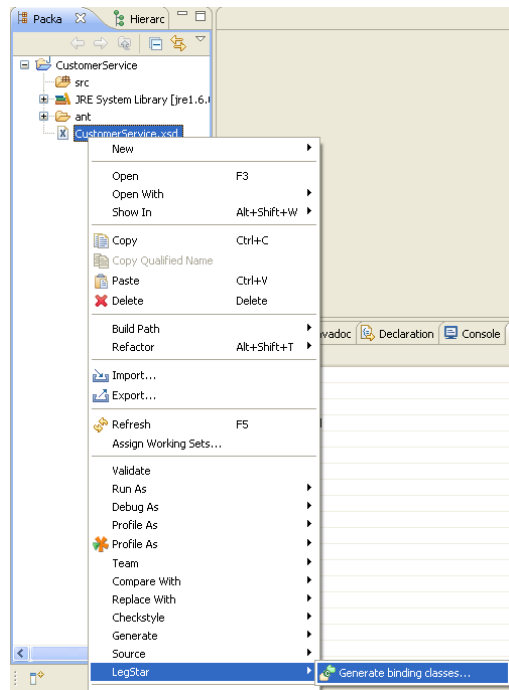 Packa Hierarc
CustomerService
src
JRE System Library [jre1.6.
ant
CustomerService.xsd
New
Open F3
Open With
Show In Alt+Shift+W
Copy Ctrl+C
Copy Qualified Name
Paste Ctrl+V
Delete Delete
Build Path
Refactor Alt+Shift+T
vadoc Declaration Console
Import...
Export...
Refresh F5
Assign Working Sets...
Validate
Run As
Debug As
Profile As
Profile As
Team
Compare With
Replace With
Checkstyle
Generate
Source
LegStar Generate binding classes...